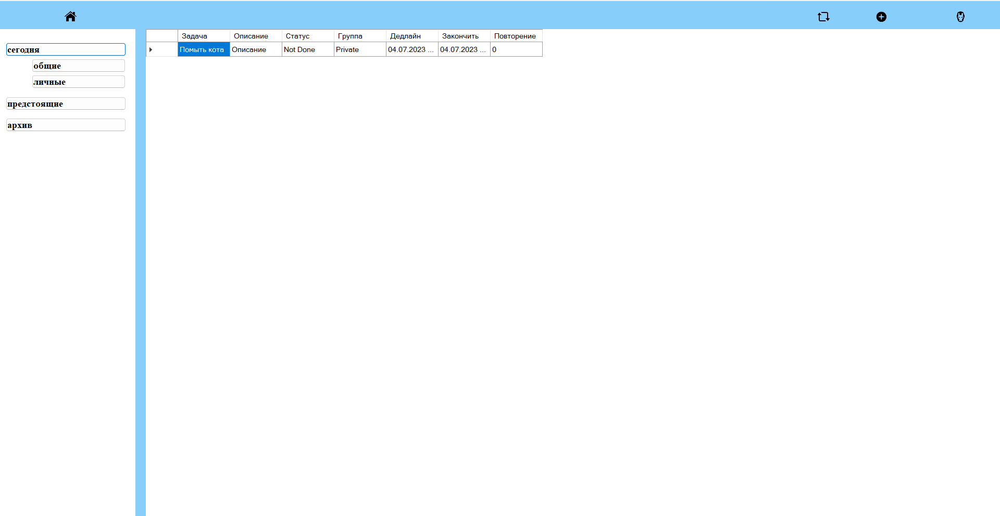 сегодня
общие
личные
предстоящие
архив
Задача Описание Статус Группа Дедлайн Закончить Повторение
Помыть кота Описание Not Done Private 04.07.2023 ... 04.07.2023 ... 0